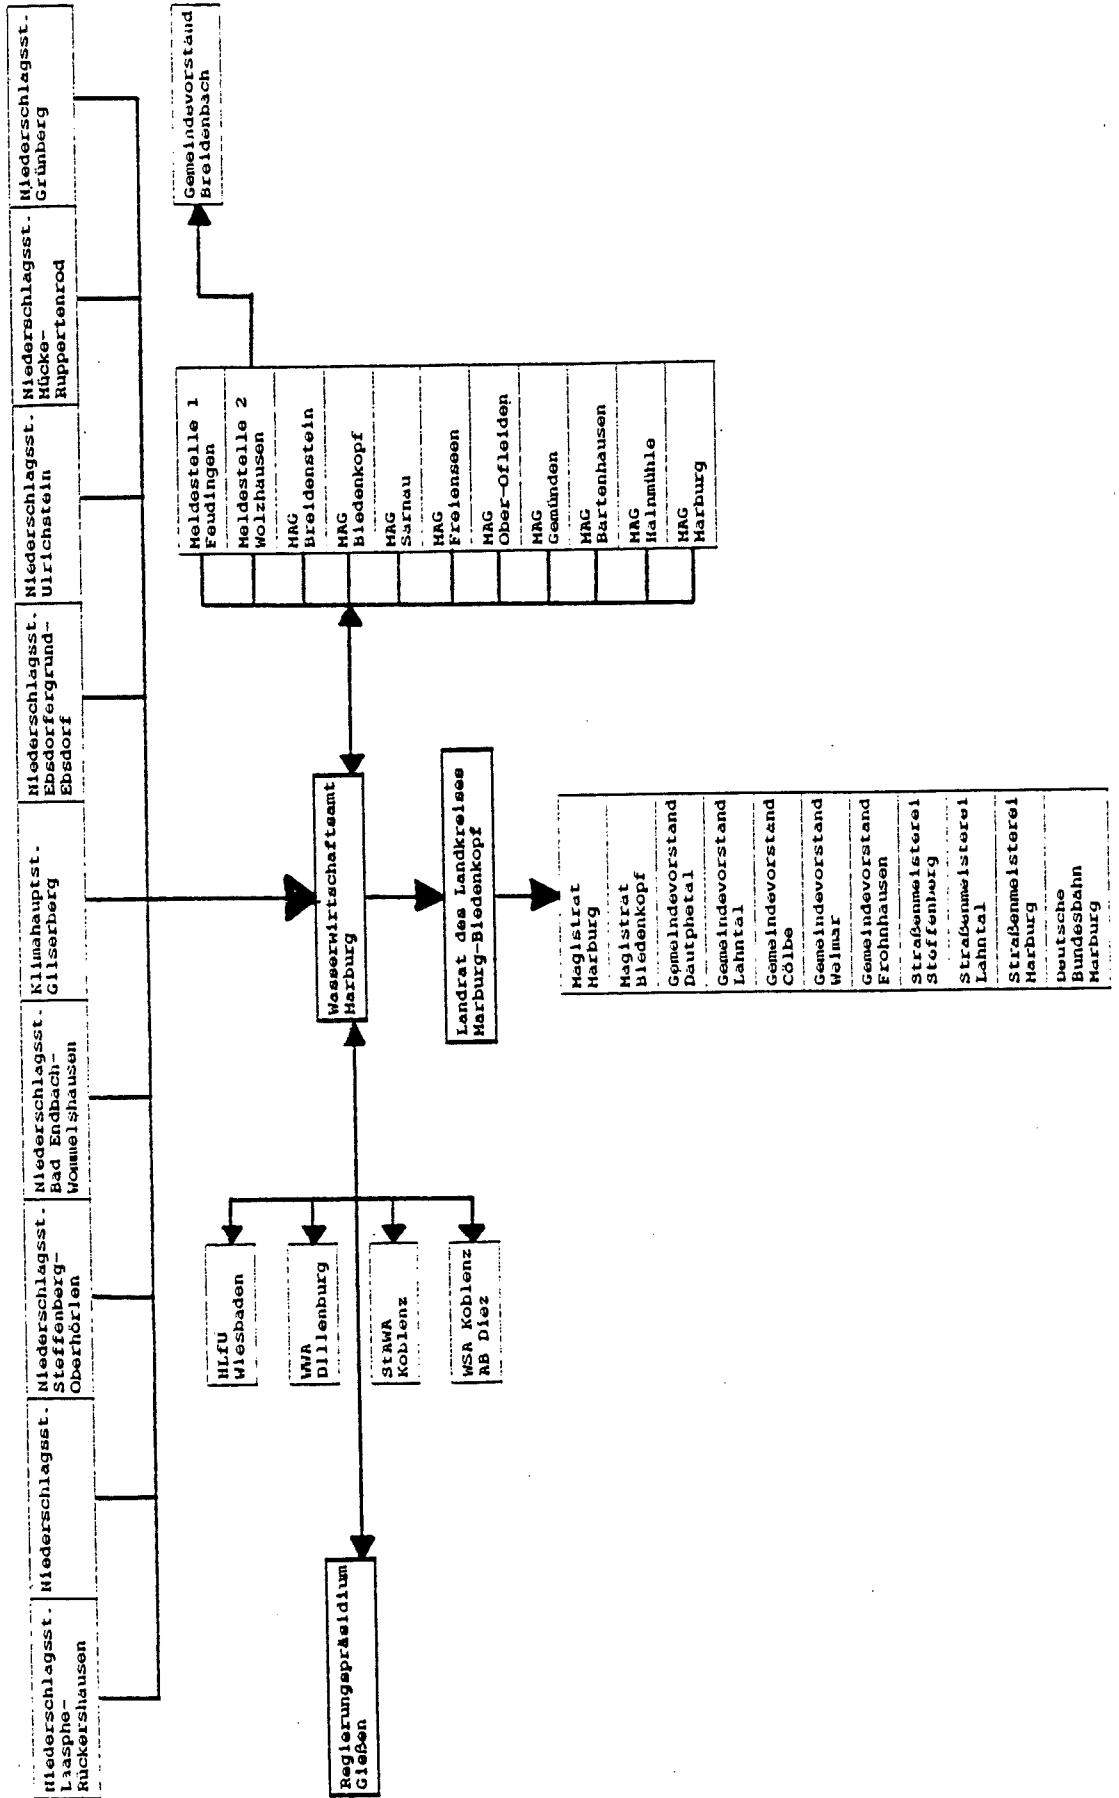 Niederschlagsst.
Laasphe-
Rückershausen
Niederschlagsst.
Niederschlagsst.
Steffenberg-
Oberhörlen
Niederschlagsst.
Bad Endbach-
Wommelshausen
Klimahauptst.
Gilserberg
Niederschlagsst.
Ebsdorfergrund-
Ebsdorf
Niederschlagsst.
Ulrichstein
Niederschlagsst.
Mücke-
Ruppertenrod
Niederschlagsst.
Grünberg
Gemeindevorstand
Breidenbach
Meldestelle 1
Feudingen
Meldestelle 2
Wolzhausen
MAG
Breidenstein
MAG
Biedenkopf
MAG
Sarnau
MAG
Freienseen
MAG
Ober-Ofleiden
MAG
Gemünden
MAG
Bartenhausen
MAG
Hainmühle
MAG
Marburg
Wasserwirtschaftsamt
Marburg
HLfU
Wiesbaden
WWA
Dillenburg
StAWA
Koblenz
WSA Koblenz
AB Diez
Regierungspräsidium
Gießen
Landrat des Landkreises
Marburg-Biedenkopf
Magistrat
Marburg
Magistrat
Biedenkopf
Gemeindevorstand
Dautphetal
Gemeindevorstand
Lahntal
Gemeindevorstand
Cölbe
Gemeindevorstand
Weimar
Gemeindevorstand
Frohnhausen
Straßenmeisterei
Steffenberg
Straßenmeisterei
Lahntal
Straßenmeisterei
Marburg
Deutsche
Bundesbahn
Marburg